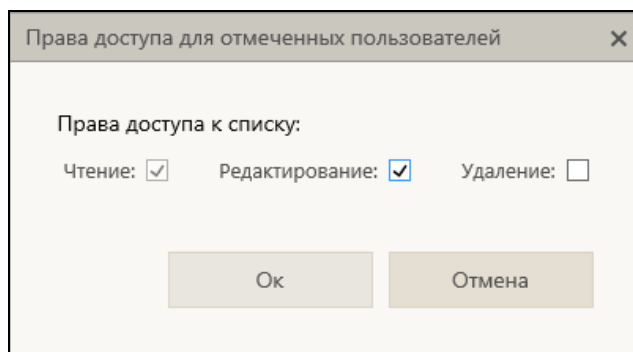 Права доступа для отмеченных пользователей
Права доступа к списку:
Чтение: Редактирование: Удаление:
Ок Отмена